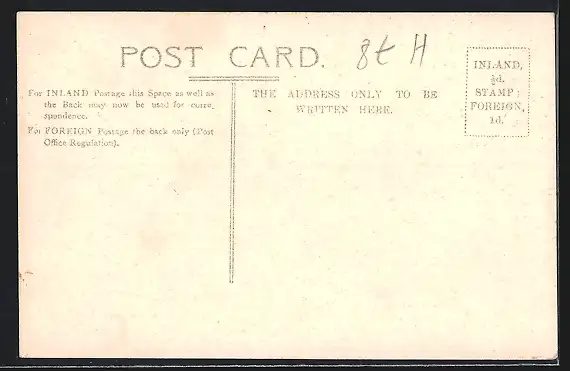 POST CARD.
8t H
For INLAND Postage this Space as well as
the Back may now be used for corre
spondence.
For FOREIGN Postage the back only (Post
Office Regulation).
THE ADDRESS ONLY TO BE
WRITTEN HERE.
INLAND,
½d.
STAMP
FOREIGN,
1d.